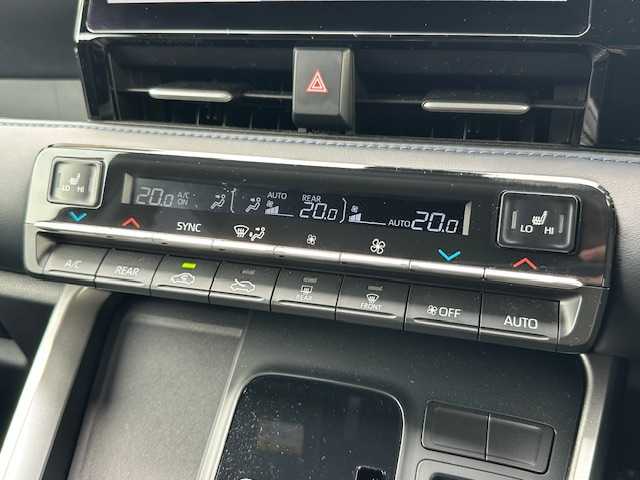 LO HI
20.0 A/C ON AUTO REAR 20.0 AUTO 20.0
LO HI
SYNC
A/C REAR REAR FRONT OFF AUTO